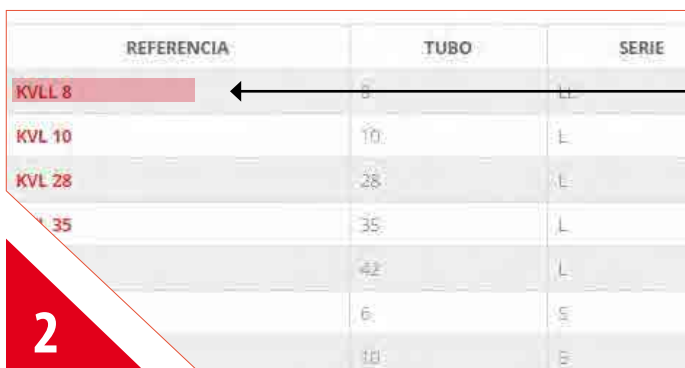 REFERENCIA TUBO SERIE
KVLL 8 8 LL
KVL 10 10 L
KVL 28 28 L
35 35 L
42 L
6 S
10 S
2